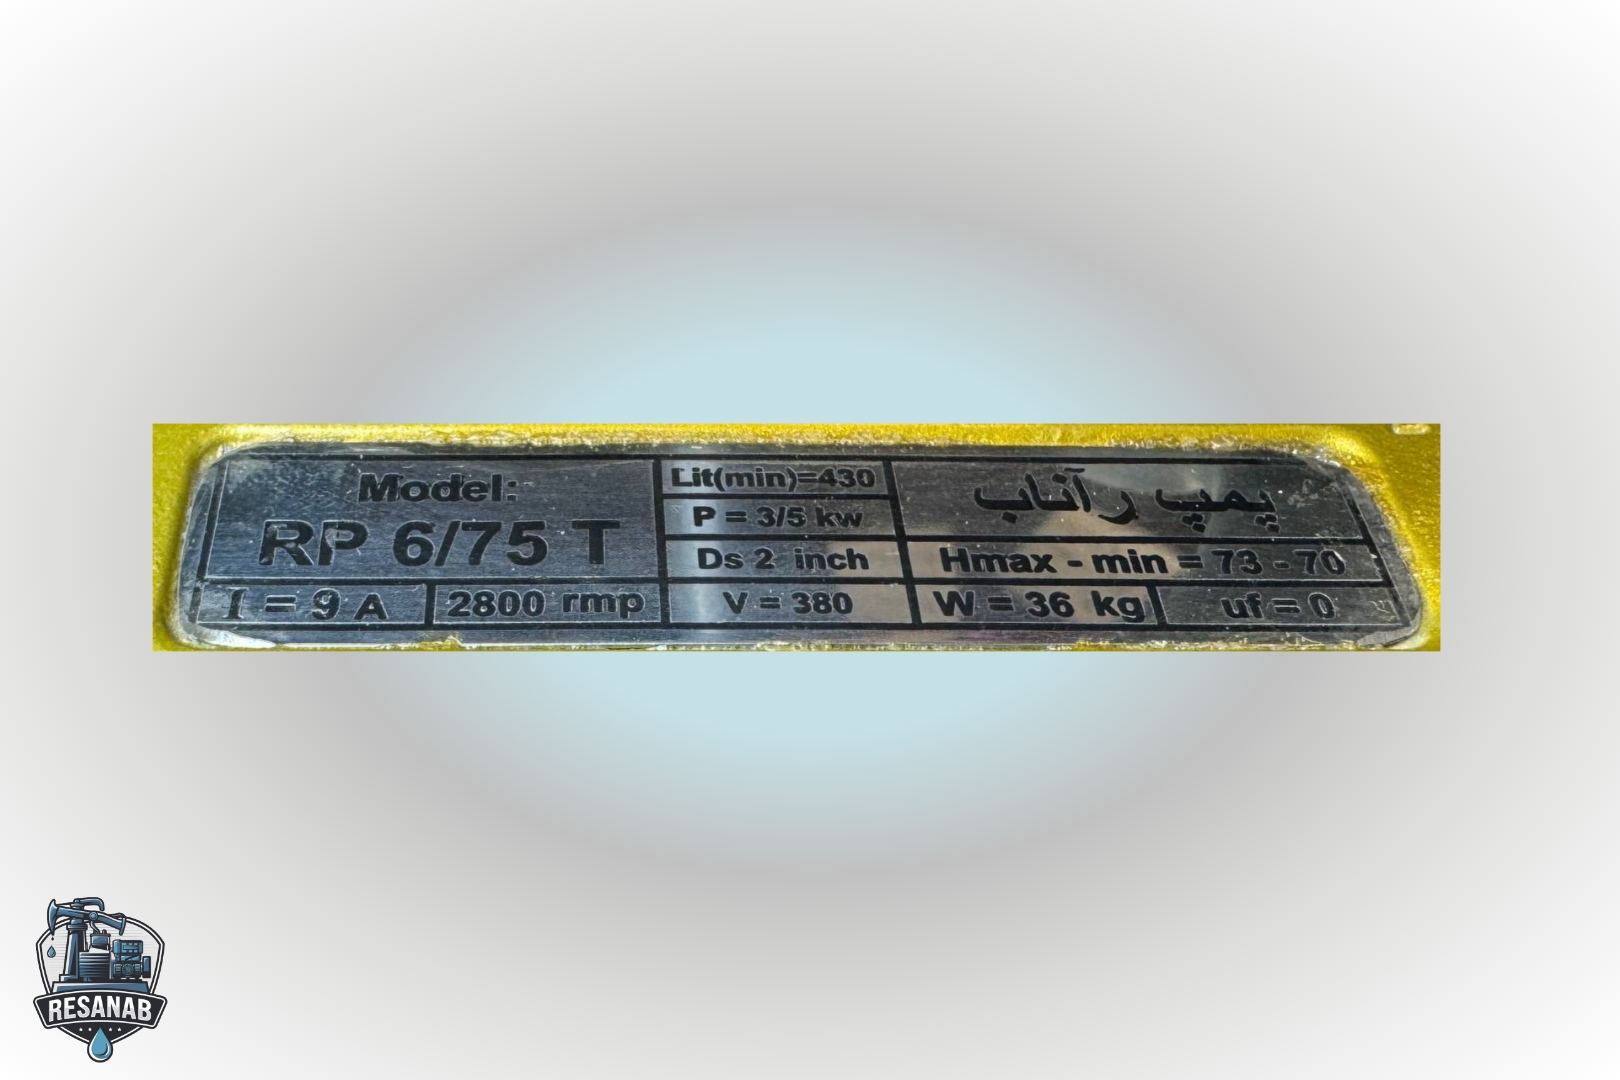 Model:
RP 6/75 T
I = 9 A
2800 rmp
Lit(min)=430
P = 3/5 kw
Ds 2 inch
V = 380
پمپ رآناب
Hmax - min = 73 - 70
W = 36 kg
uf = 0
RESANAB